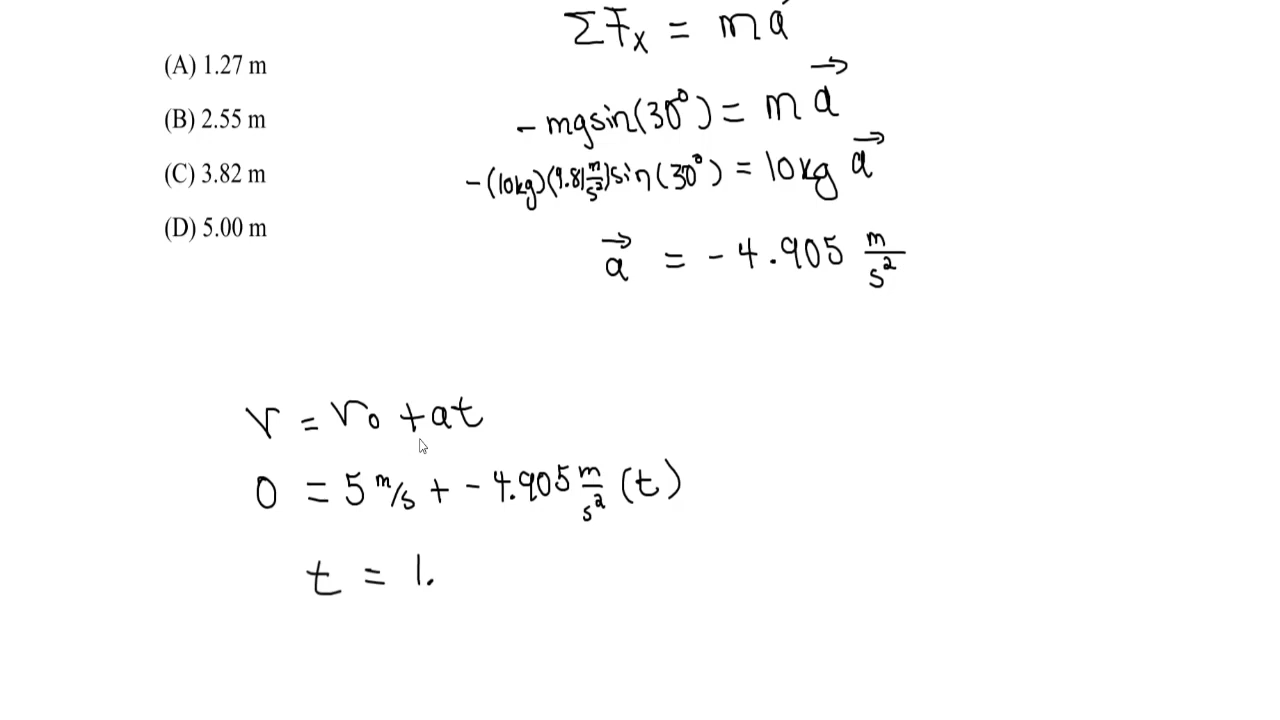 ΣFx = ma
(A) 1.27 m
-mgsin(30°) = ma⃗
(B) 2.55 m
-(10kg)(9.81 m/s²)sin(30°) = 10kg a⃗
(C) 3.82 m
(D) 5.00 m
a⃗ = -4.905 m/s²
v = v₀ + at
0 = 5 m/s + -4.905 m/s² (t)
t = 1.